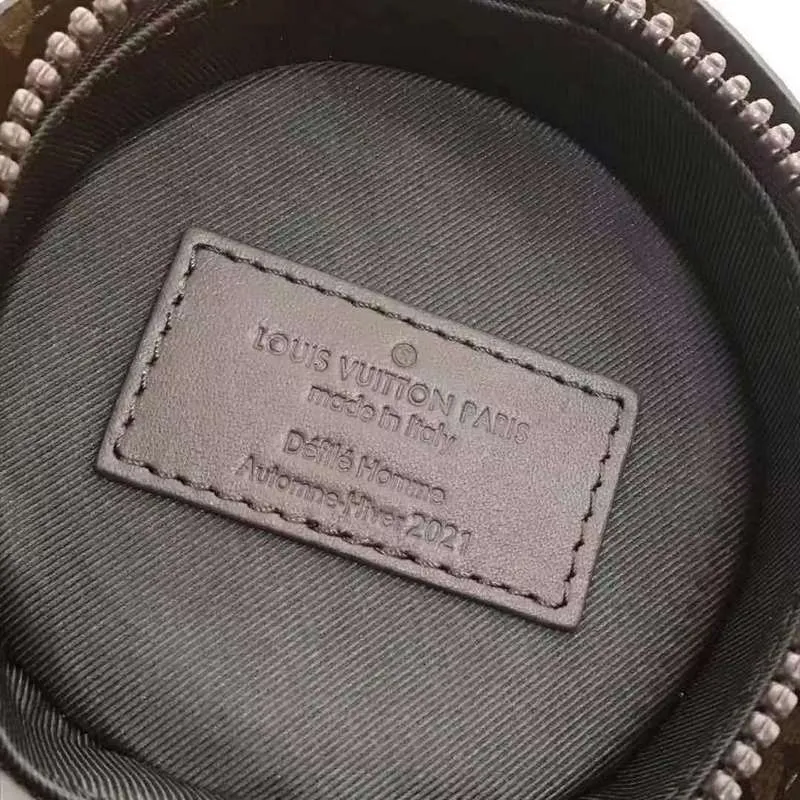 LOUIS VUITTON PARIS
made in Italy
Défilé Homme
Automne-Hiver 2021